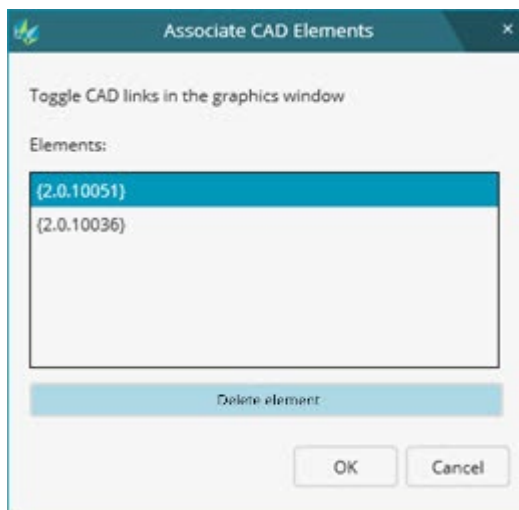 Associate CAD Elements
Toggle CAD links in the graphics window
Elements:
{2.0.10051}
{2.0.10036}
Delete element
OK
Cancel